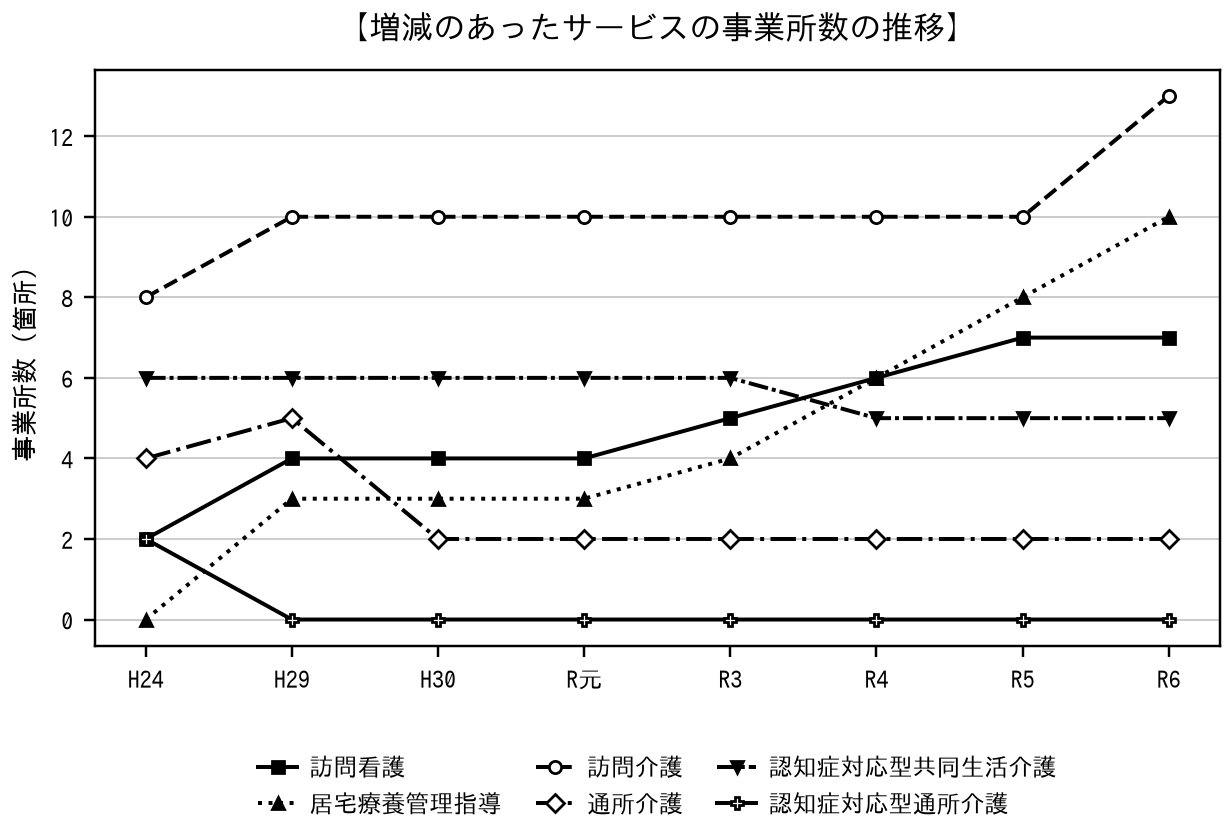 【増減のあったサービスの事業所数の推移】
事業所数（箇所）
12
10
8
6
4
2
0
H24 H29 H30 R元 R3 R4 R5 R6
訪問看護 訪問介護 認知症対応型共同生活介護
居宅療養管理指導 通所介護 認知症対応型通所介護